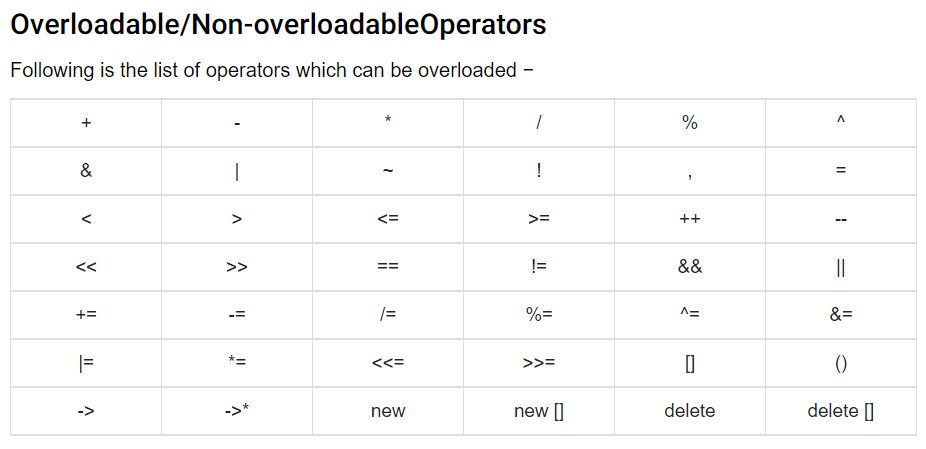 Overloadable/Non-overloadableOperators
Following is the list of operators which can be overloaded −
+ - * / % ^
& | ~ ! , =
< > <= >= ++ --
<< >> == != && ||
+= -= /= %= ^= &=
|= *= <<= >>= [] ()
-> ->* new new [] delete delete []